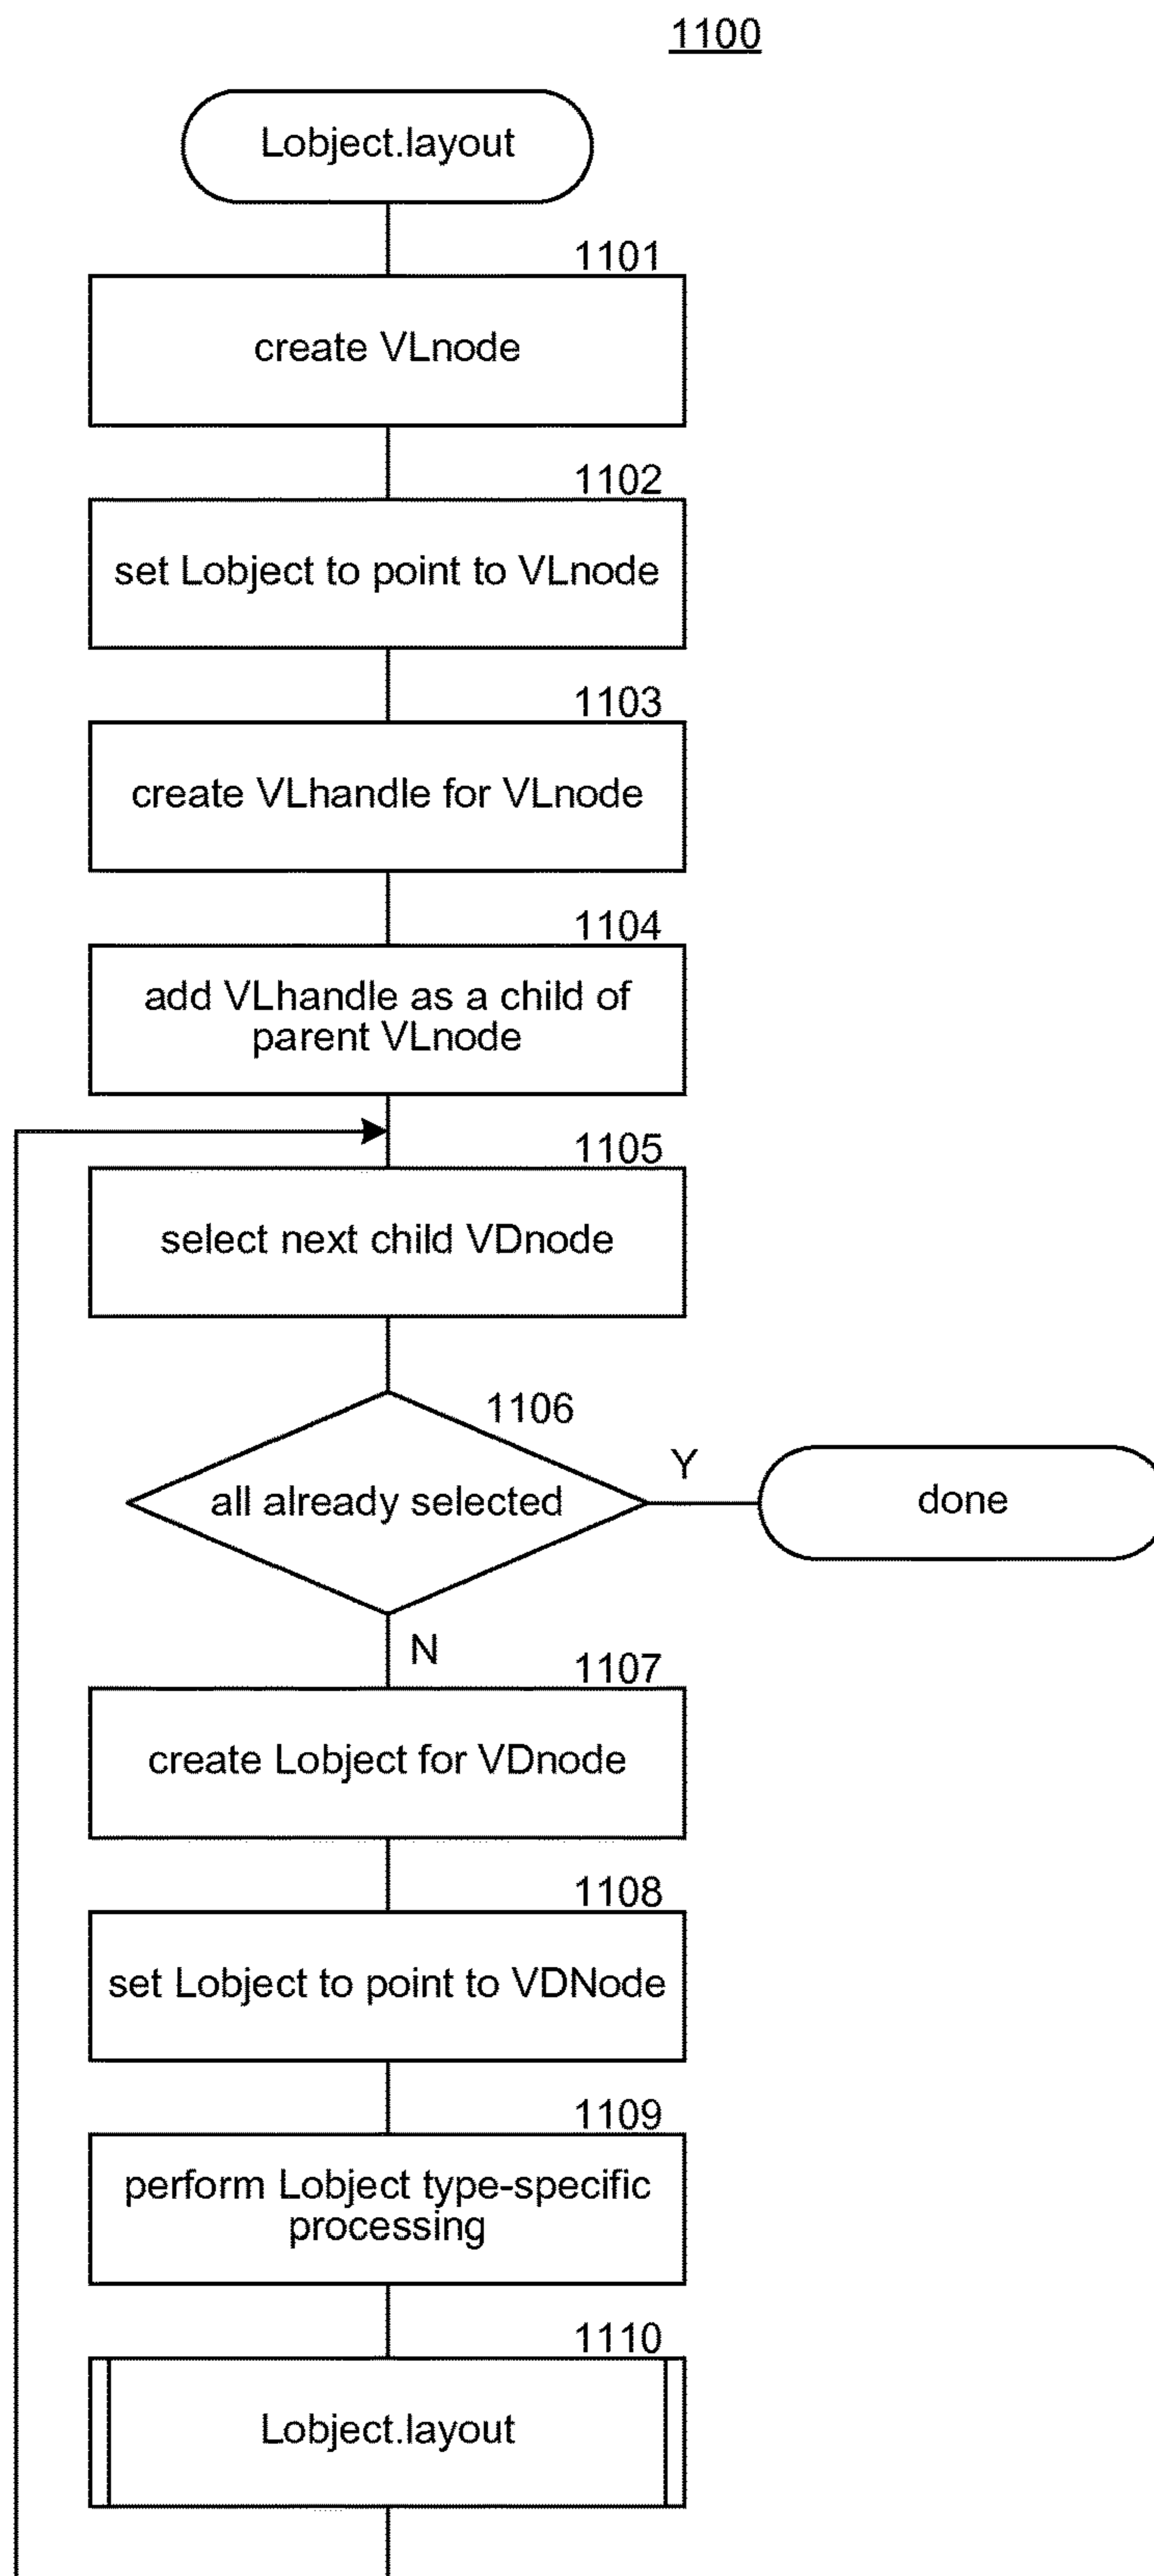 1100
Lobject.layout
1101
create VLnode
1102
set Lobject to point to VLnode
1103
create VLhandle for VLnode
1104
add VLhandle as a child of
parent VLnode
1105
select next child VDnode
1106
all already selected
Y
done
N
1107
create Lobject for VDnode
1108
set Lobject to point to VDNode
1109
perform Lobject type-specific
processing
1110
Lobject.layout